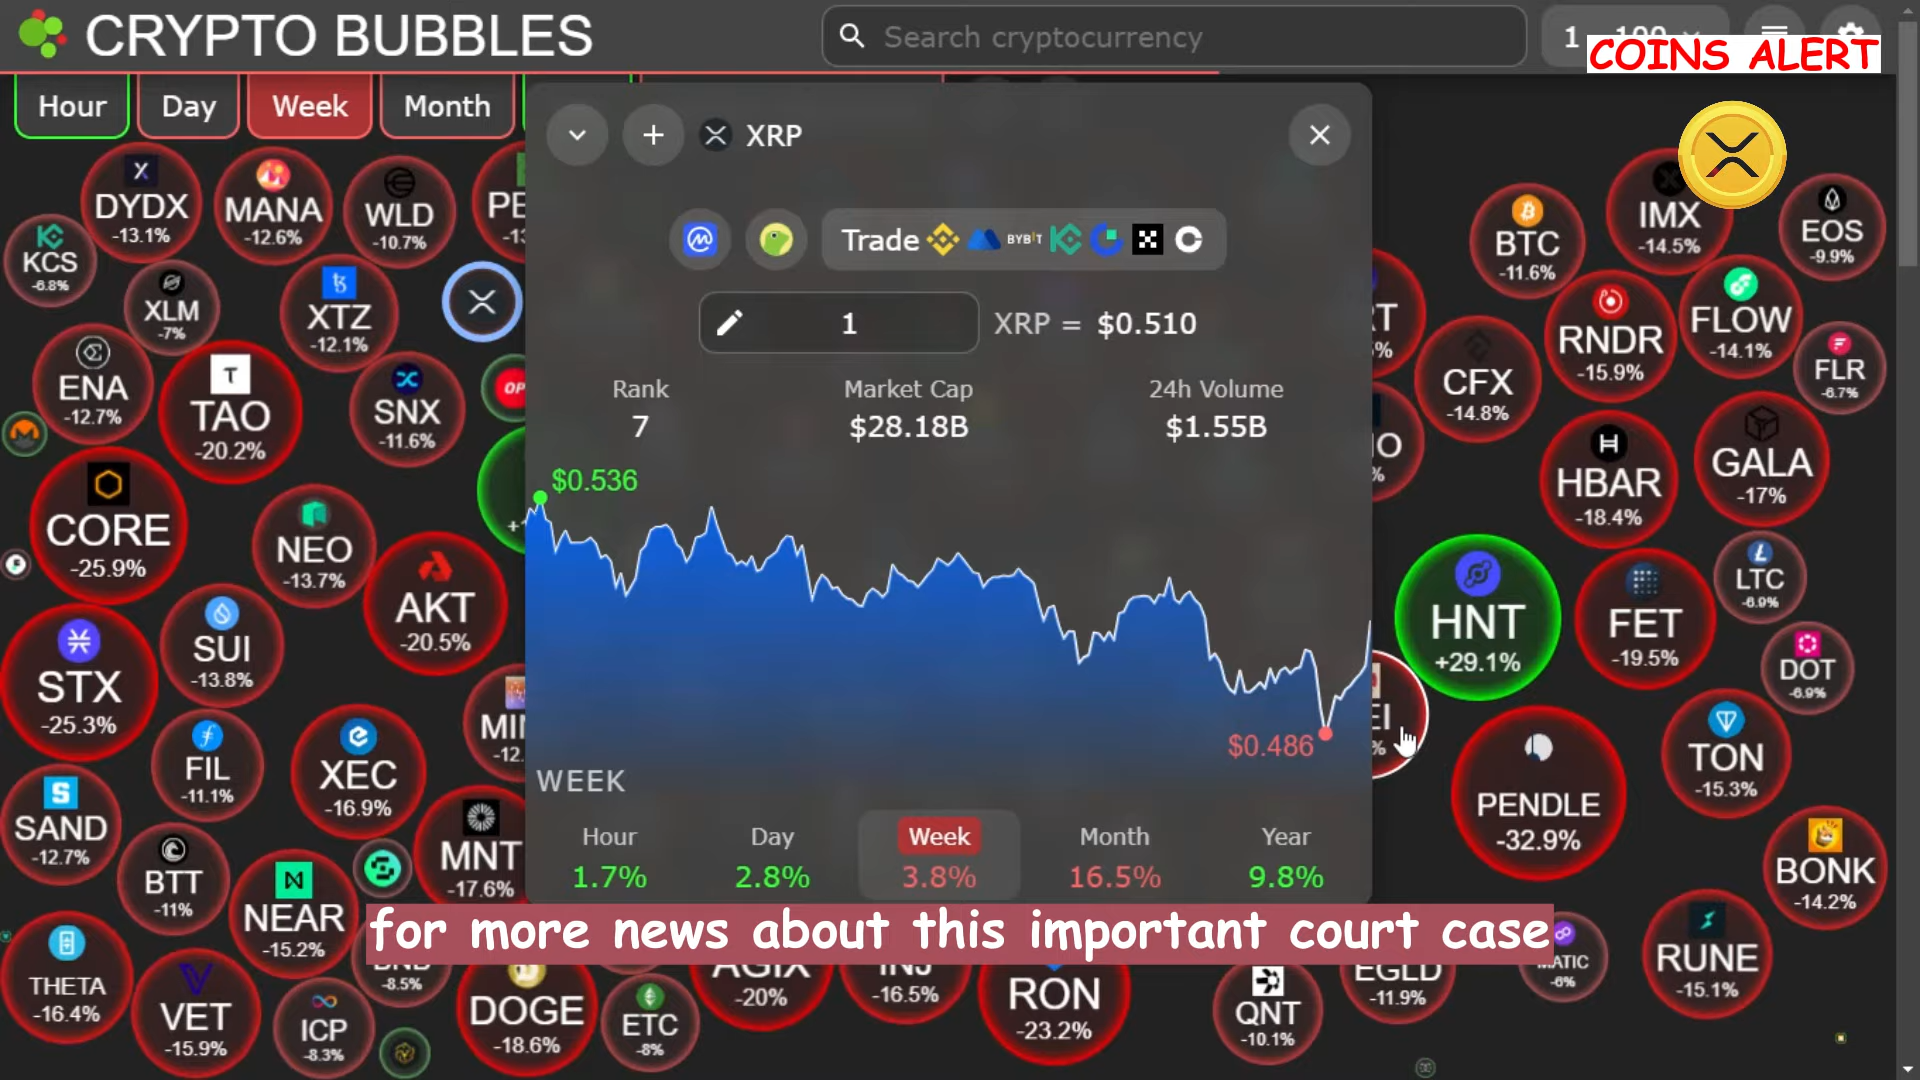 CRYPTO BUBBLES
Search cryptocurrency
COINS ALERT
Hour Day Week Month
XRP
Trade BYBIT
1 XRP = $0.510
Rank Market Cap 24h Volume
7 $28.18B $1.55B
$0.536
$0.486
WEEK
Hour Day Week Month Year
1.7% 2.8% 3.8% 16.5% 9.8%
for more news about this important court case
DYDX
-13.1%
MANA
-12.6%
WLD
-10.7%
KCS
-6.8%
XLM
-7%
XTZ
-12.1%
ENA
-12.7%
TAO
-20.2%
SNX
-11.6%
CORE
-25.9%
NEO
-13.7%
AKT
-20.5%
STX
-25.3%
SUI
-13.8%
FIL
-11.1%
XEC
-16.9%
SAND
-12.7%
BTT
-11%
NEAR
-15.2%
MNT
-17.6%
THETA
-16.4%
VET
-15.9%
ICP
-8.3%
BNB
-8.5%
DOGE
-18.6%
ETC
-8%
AGIX
-20%
INJ
-16.5%
RON
-23.2%
QNT
-10.1%
EGLD
-11.9%
MATIC
-6%
RUNE
-15.1%
BTC
-11.6%
IMX
-14.5%
EOS
-9.9%
RNDR
-15.9%
FLOW
-14.1%
FLR
-6.7%
CFX
-14.8%
HBAR
-18.4%
GALA
-17%
HNT
+29.1%
FET
-19.5%
LTC
-6.9%
DOT
-6.9%
PENDLE
-32.9%
TON
-15.3%
BONK
-14.2%